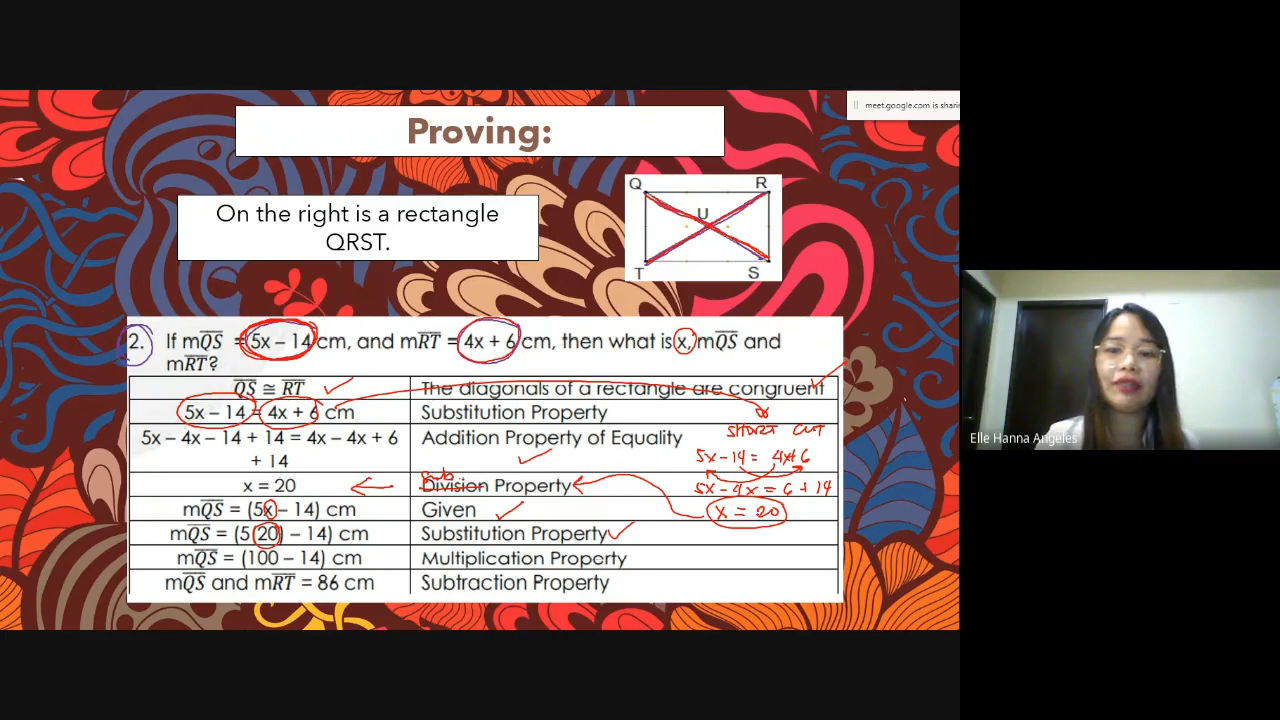 meet.google.com is sharin
Proving:
On the right is a rectangle
QRST.
Q R
U
T S
2. If mQS = 5x – 14 cm, and mRT = 4x + 6 cm, then what is x, mQS and
mRT?
QS ≅ RT The diagonals of a rectangle are congruent
5x – 14 = 4x + 6 cm Substitution Property
SHORT CUT
5x – 4x – 14 + 14 = 4x – 4x + 6 Addition Property of Equality
+ 14
5x – 14 = 4x+6
sub
x = 20 Division Property
5x – 4x = 6 + 14
mQS = (5x – 14) cm Given
x = 20
mQS = (5(20) – 14) cm Substitution Property
mQS = (100 – 14) cm Multiplication Property
mQS and mRT = 86 cm Subtraction Property
Elle Hanna Angeles